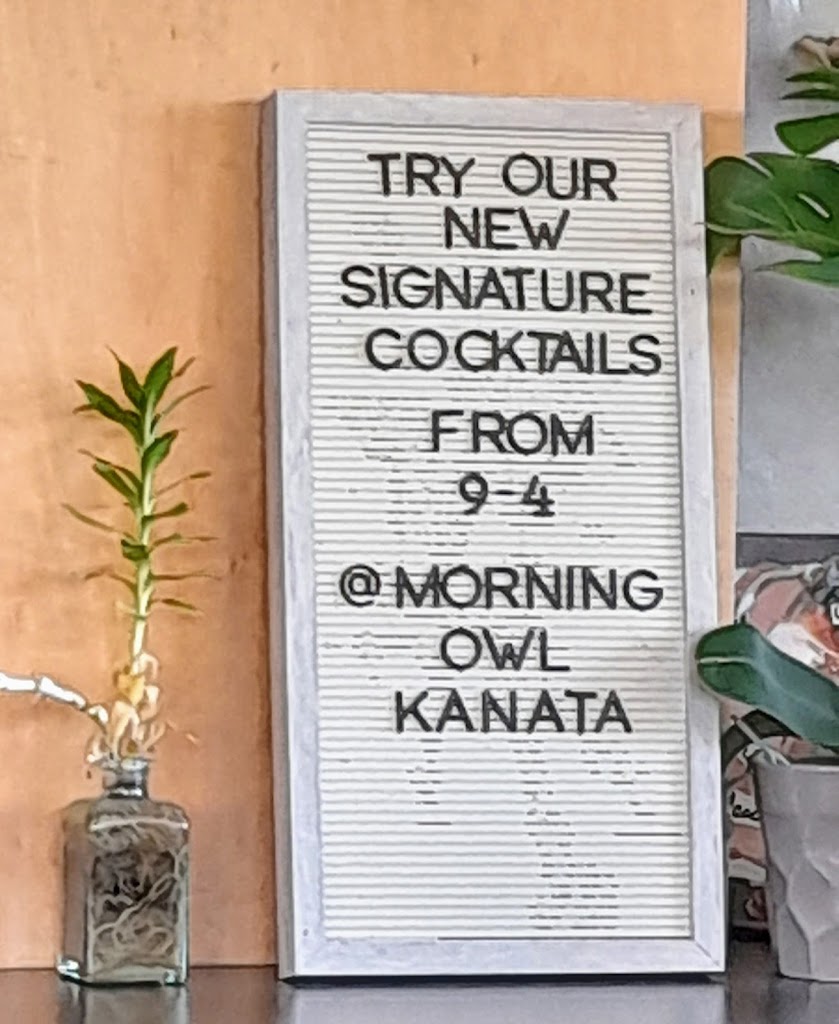 TRY OUR
NEW
SIGNATURE
COCKTAILS
FROM
9-4
@MORNING
OWL
KANATA